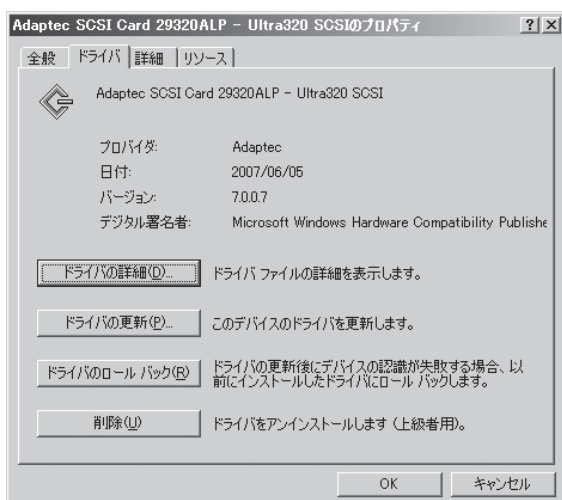 Adaptec SCSI Card 29320ALP - Ultra320 SCSIのプロパティ
全般 ドライバ 詳細 リソース
Adaptec SCSI Card 29320ALP - Ultra320 SCSI
プロバイダ: Adaptec
日付: 2007/06/05
バージョン: 7.0.0.7
デジタル署名者: Microsoft Windows Hardware Compatibility Publishe
ドライバの詳細(D)... ドライバ ファイルの詳細を表示します。
ドライバの更新(P)... このデバイスのドライバを更新します。
ドライバのロール バック(R) ドライバの更新後にデバイスの認識が失敗する場合、以
前にインストールしたドライバにロール バックします。
削除(U) ドライバをアンインストールします (上級者用)。
OK キャンセル